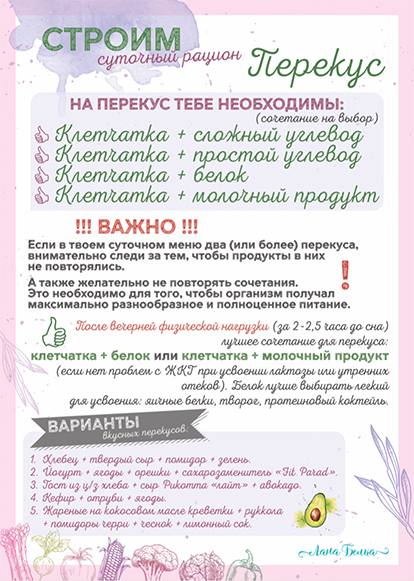 СТРОИМ
суточный рацион
Перекус
НА ПЕРЕКУС ТЕБЕ НЕОБХОДИМЫ:
(сочетание на выбор)
Клетчатка + сложный углевод
Клетчатка + простой углевод
Клетчатка + белок
Клетчатка + молочный продукт
!!! ВАЖНО !!!
Если в твоем суточном меню два (или более) перекуса,
внимательно следи за тем, чтобы продукты в них
не повторялись.
А также желательно не повторять сочетания.
Это необходимо для того, чтобы организм получал
максимально разнообразное и полноценное питание.
После вечерней физической нагрузки (за 2-2,5 часа до сна)
лучшее сочетание для перекуса:
клетчатка + белок или клетчатка + молочный продукт
(если нет проблем с ЖКТ при усвоении лактозы или утренних
отеков). Белок лучше выбирать легкий
для усвоения: яичные белки, творог, протеиновый коктейль.
ВАРИАНТЫ
вкусных перекусов:
1. Хлебец + твердый сыр + помидор + зелень.
2. Йогурт + ягоды + орешки + сахарозаменитель «Fit Parad».
3. Тост из ц/з хлеба + сыр Рикотта «лайт» + авокадо.
4. Кефир + отруби + ягоды.
5. Жареные на кокосовом масле креветки + руккола
+ помидоры черри + чеснок + лимонный сок.
Лана Белая